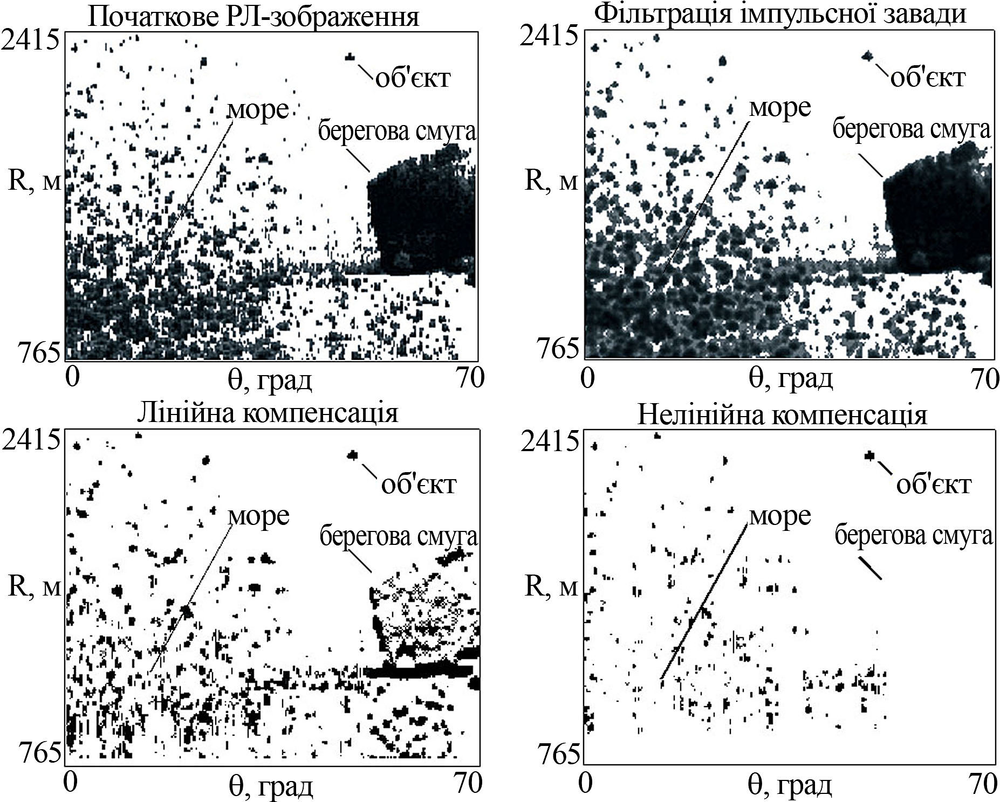 Початкове РЛ-зображення
2415
об'єкт
море
берегова смуга
R, м
765
0
θ, град
70
Фільтрація імпульсної завади
2415
об'єкт
море
берегова смуга
R, м
765
0
θ, град
70
Лінійна компенсація
2415
об'єкт
море
берегова смуга
R, м
765
0
θ, град
70
Нелінійна компенсація
2415
об'єкт
море
берегова смуга
R, м
765
0
θ, град
70